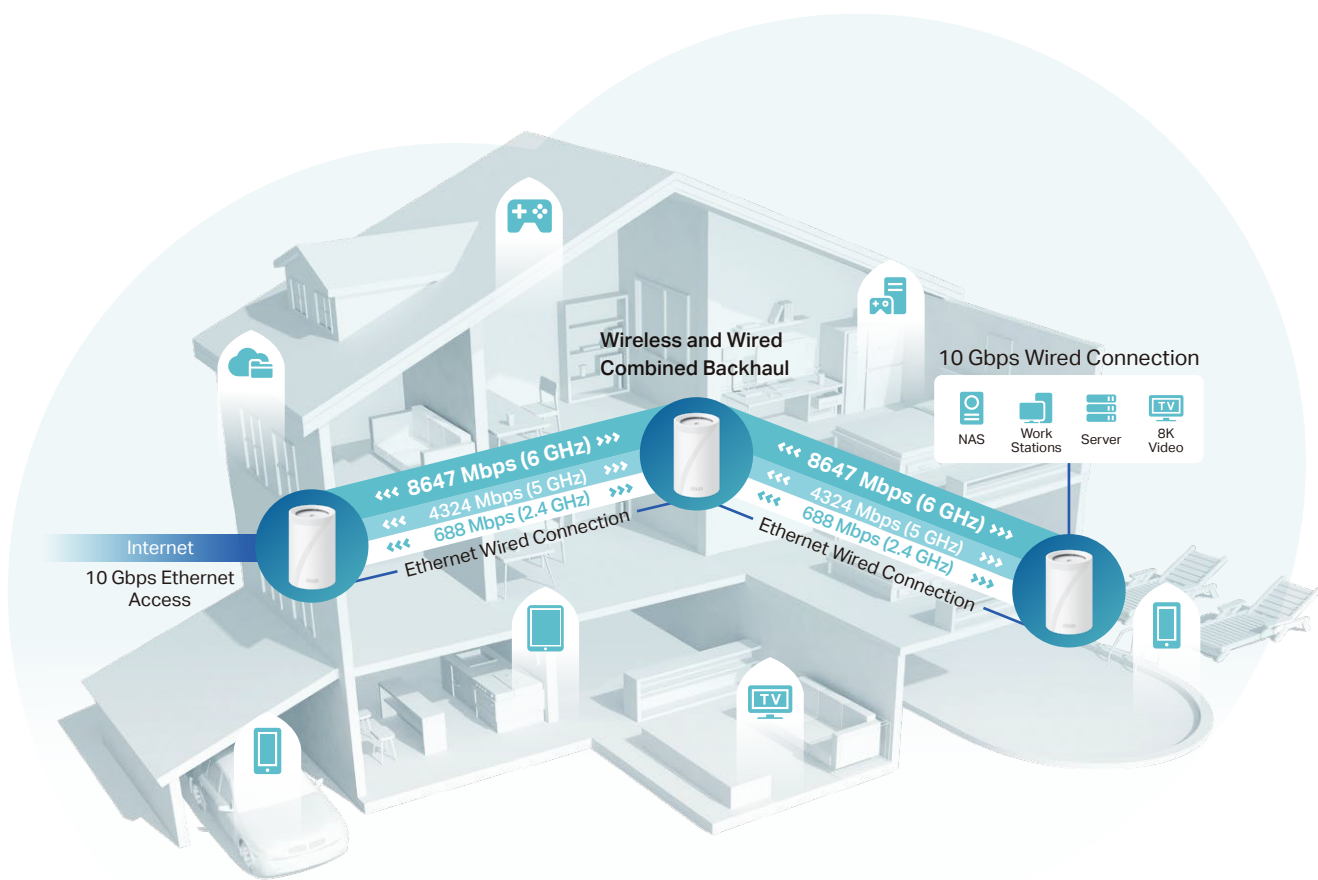 Wireless and Wired
Combined Backhaul
10 Gbps Wired Connection
NAS
Work
Stations
Server
TV
8K
Video
8647 Mbps (6 GHz)
4324 Mbps (5 GHz)
688 Mbps (2.4 GHz)
Ethernet Wired Connection
8647 Mbps (6 GHz)
4324 Mbps (5 GHz)
688 Mbps (2.4 GHz)
Ethernet Wired Connection
Internet
10 Gbps Ethernet
Access
TV